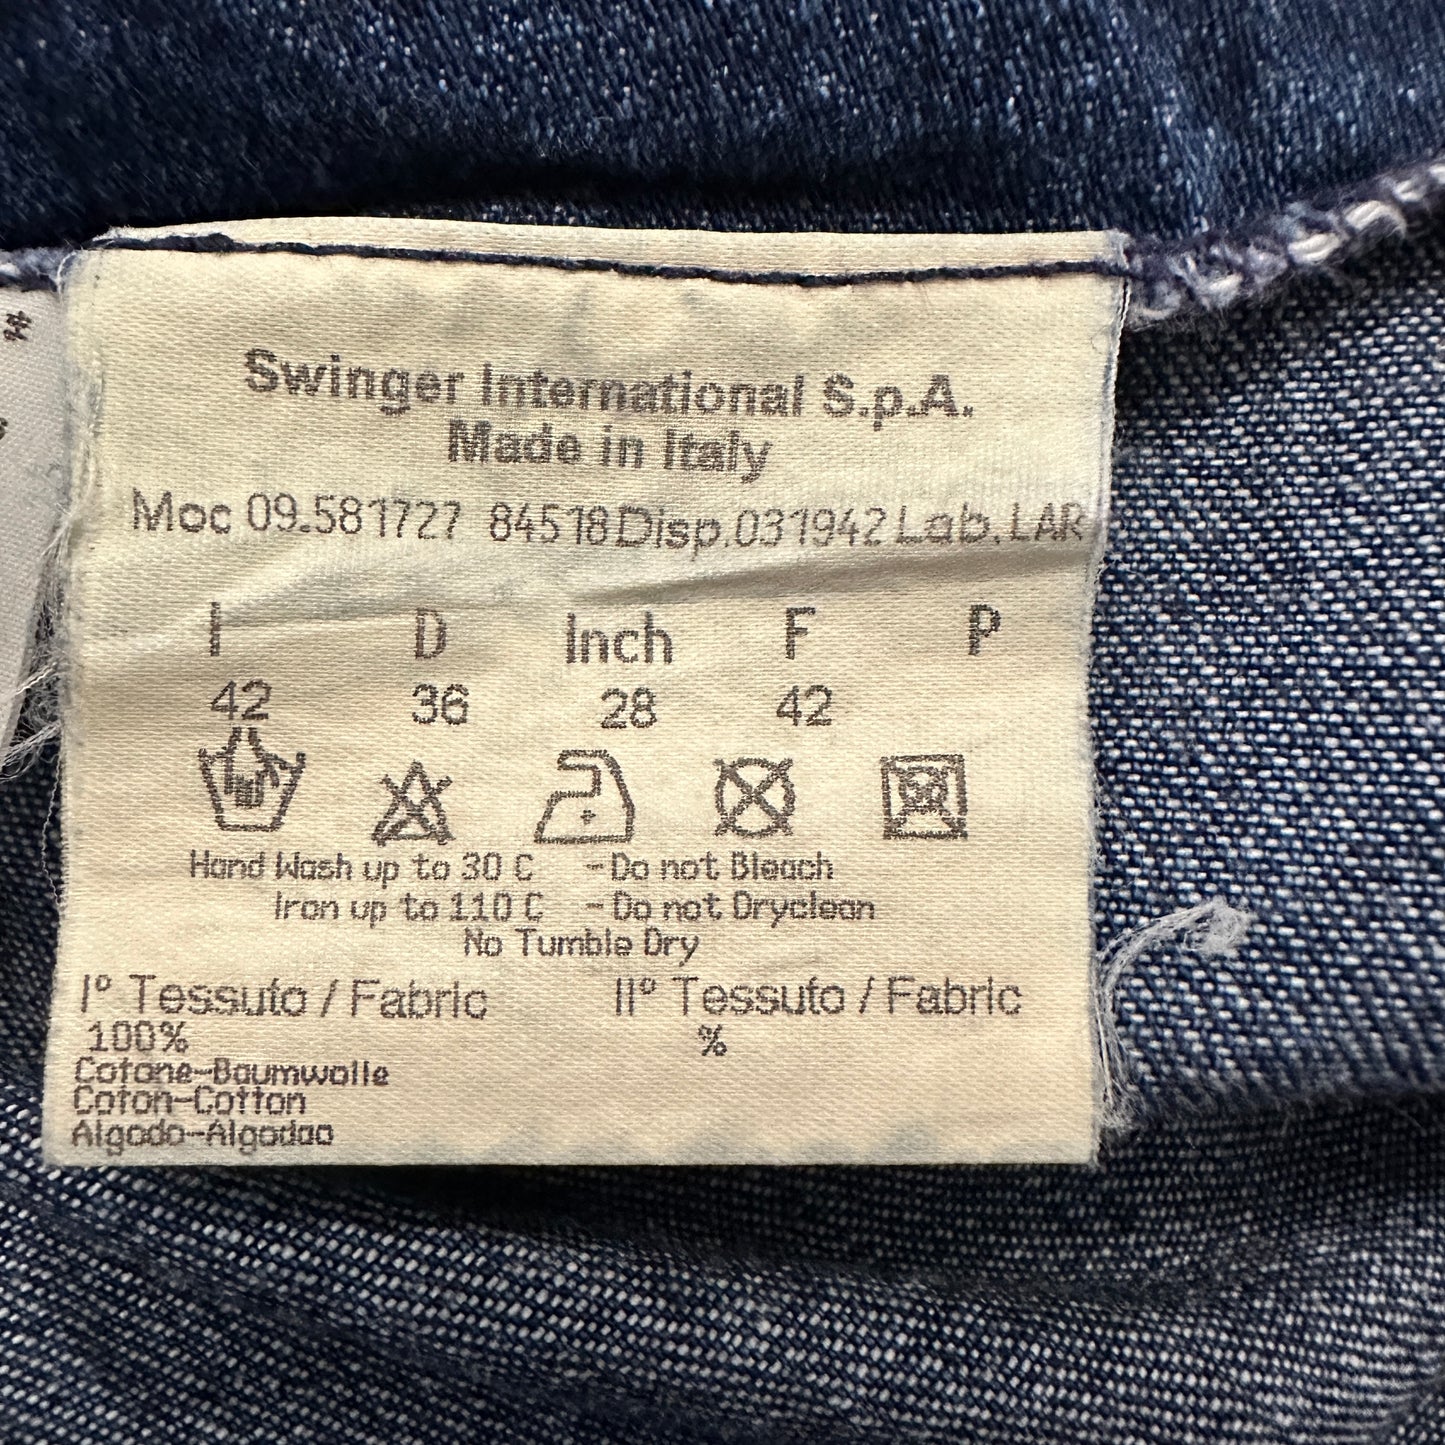 Swinger International S.p.A.
Made in Italy
Moc 09.581727 84518 Disp.031942 Lab.LAR
I D Inch F P
42 36 28 42
Hand Wash up to 30 C - Do not Bleach
Iron up to 110 C - Do not Dryclean
No Tumble Dry
I° Tessuto / Fabric II° Tessuto / Fabric
100% %
Cotone-Baumwolle
Coton-Cotton
Algodo-Algodao